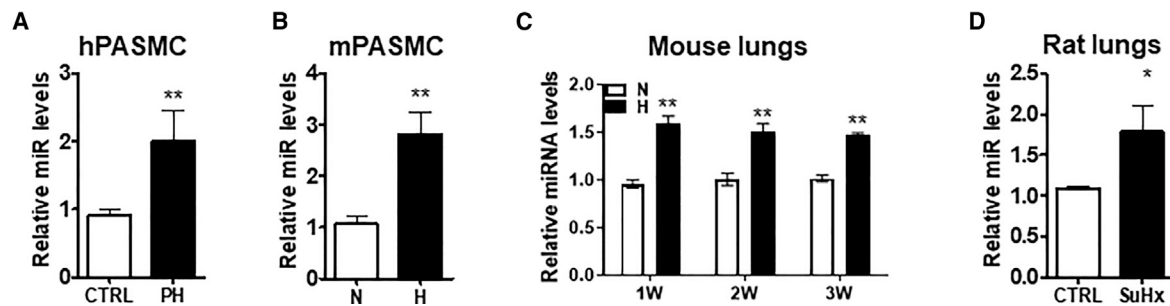 A
hPASMC
Relative miR levels
3
2
1
0
**
CTRL PH
B
mPASMC
Relative miR levels
4
3
2
1
0
**
N H
C
Mouse lungs
Relative miRNA levels
2.0
1.5
1.0
0.5
0.0
N
H
** ** **
1W 2W 3W
D
Rat lungs
Relative miR levels
2.5
2.0
1.5
1.0
0.5
0.0
*
CTRL SuHx